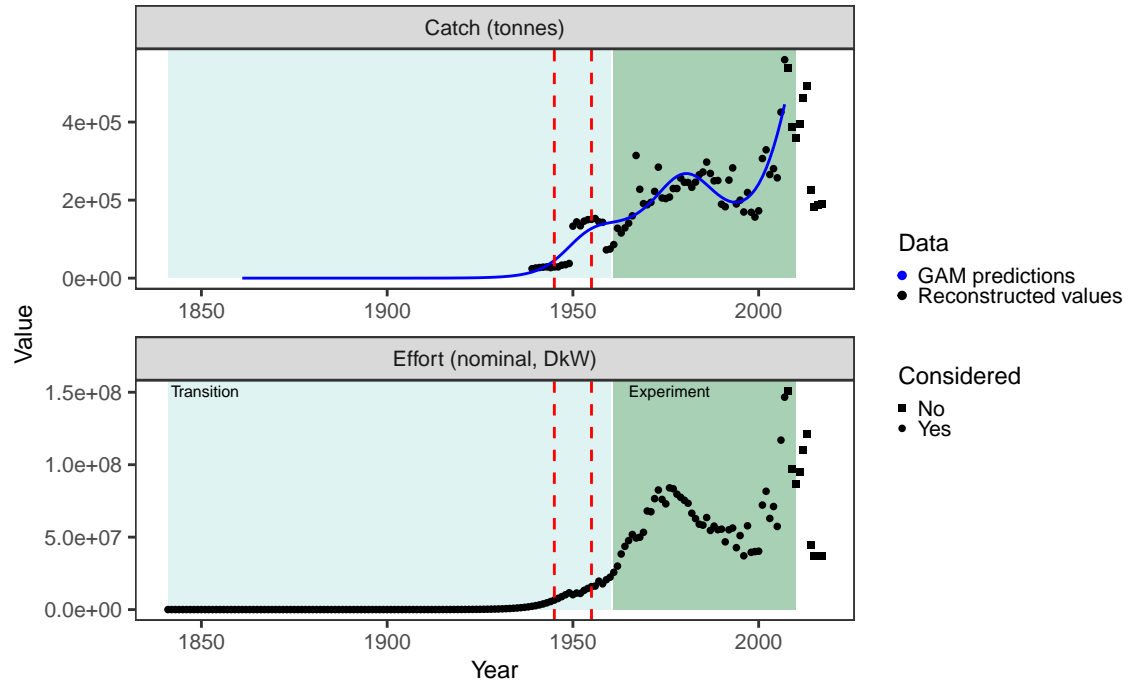 Catch (tonnes)
4e+05
2e+05
0e+00
1850 1900 1950 2000
Value
Effort (nominal, DkW)
Transition Experiment
1.5e+08
1.0e+08
5.0e+07
0.0e+00
1850 1900 1950 2000
Year
Data
GAM predictions
Reconstructed values
Considered
No
Yes